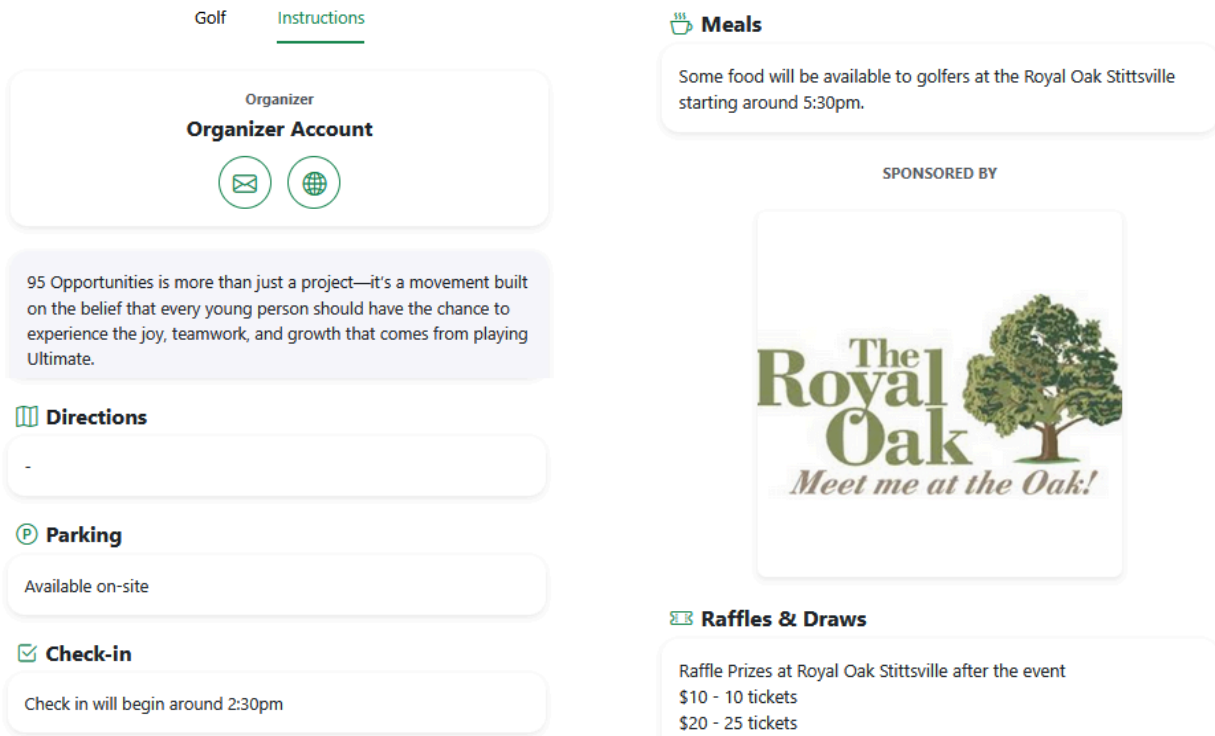 Golf
Instructions
Organizer
Organizer Account
95 Opportunities is more than just a project—it's a movement built
on the belief that every young person should have the chance to
experience the joy, teamwork, and growth that comes from playing
Ultimate.
Directions
-
Parking
Available on-site
Check-in
Check in will begin around 2:30pm
Meals
Some food will be available to golfers at the Royal Oak Stittsville
starting around 5:30pm.
SPONSORED BY
The
Royal
Oak
Meet me at the Oak!
Raffles & Draws
Raffle Prizes at Royal Oak Stittsville after the event
$10 - 10 tickets
$20 - 25 tickets